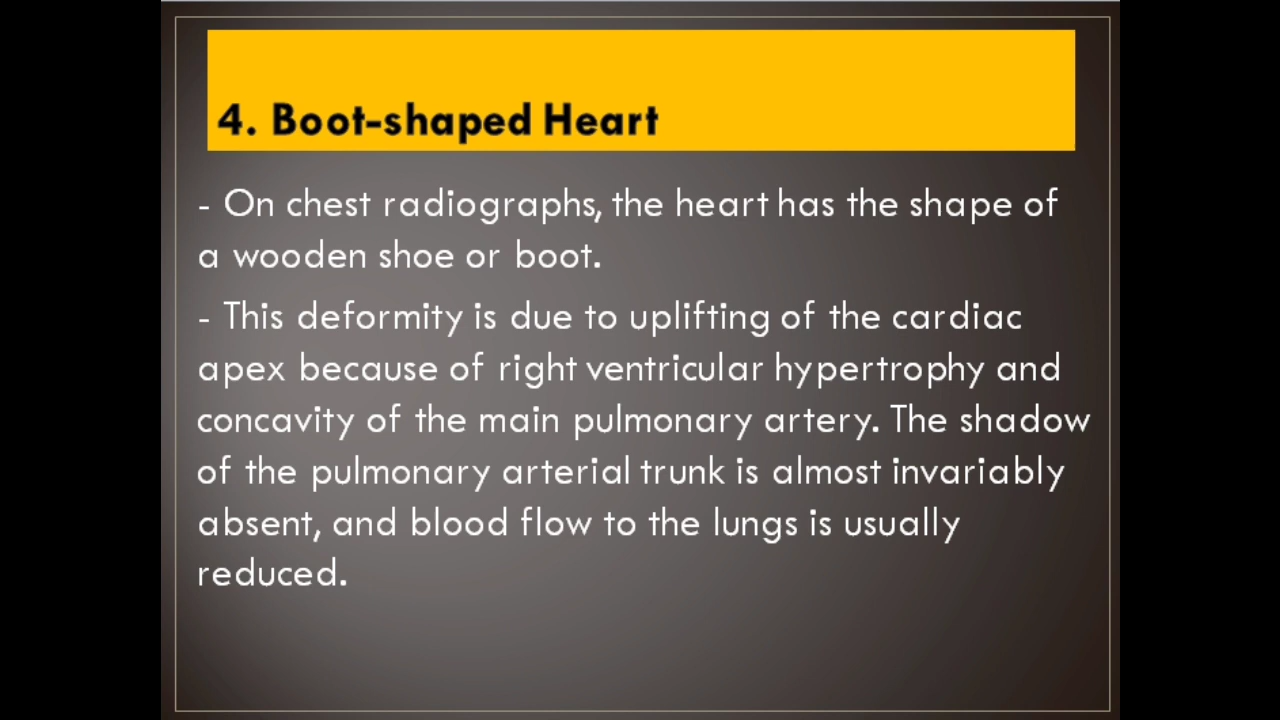 4. Boot-shaped Heart
- On chest radiographs, the heart has the shape of
a wooden shoe or boot.
- This deformity is due to uplifting of the cardiac
apex because of right ventricular hypertrophy and
concavity of the main pulmonary artery. The shadow
of the pulmonary arterial trunk is almost invariably
absent, and blood flow to the lungs is usually
reduced.